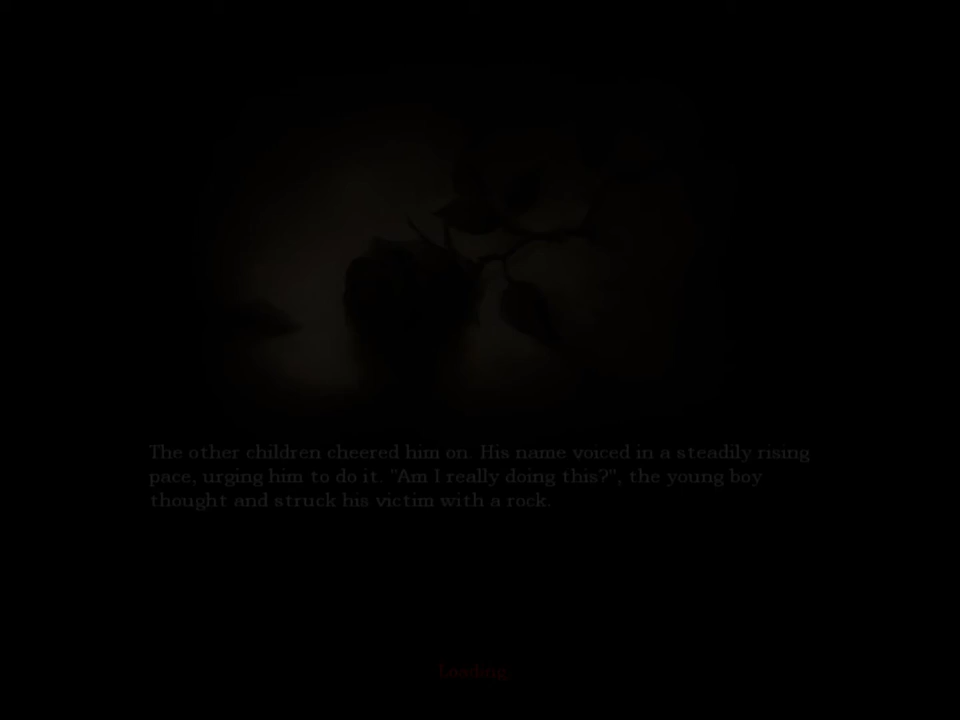 The other children cheered him on. His name voiced in a steadily rising
pace, urging him to do it. "Am I really doing this?", the young boy
thought and struck his victim with a rock.
Loading